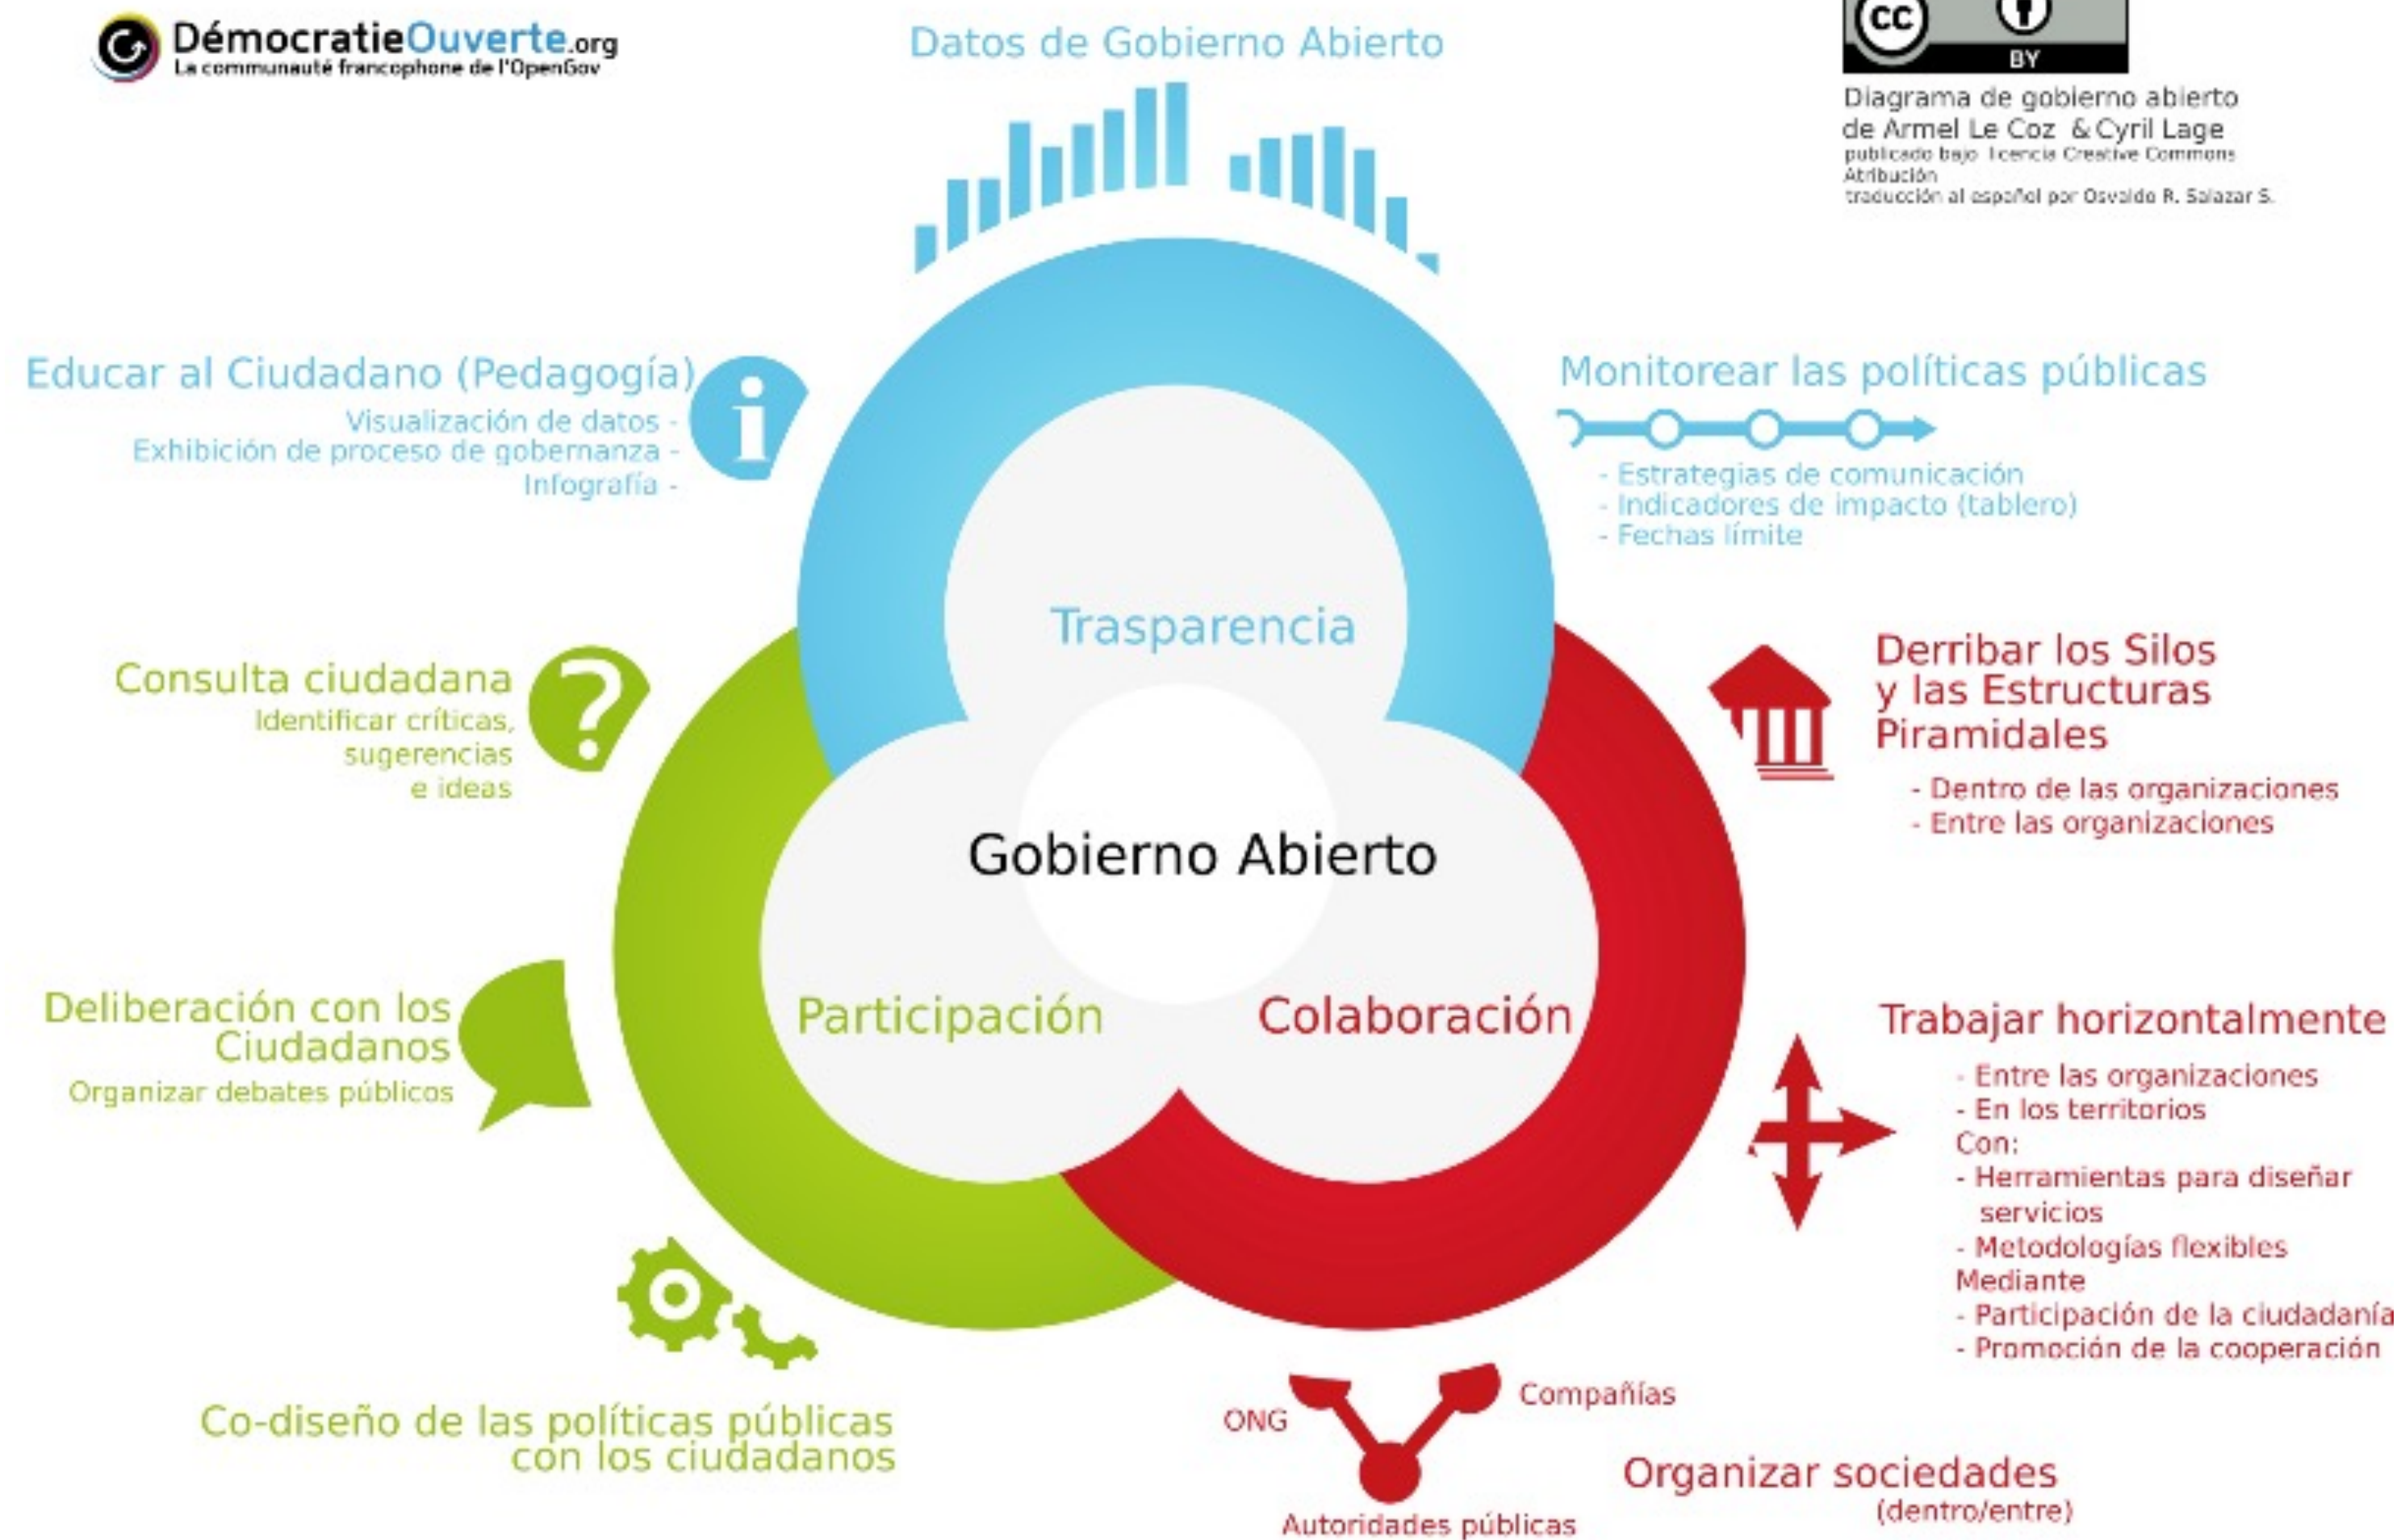 DémocratieOuverte.org
La communauté francophone de l'OpenGov
Datos de Gobierno Abierto
cc
BY
Diagrama de gobierno abierto
de Armel Le Coz & Cyril Lage
publicado bajo licencia Creative Commons
Atribución
traducción al español por Osvaldo R. Salazar S.
Educar al Ciudadano (Pedagogía)
Visualización de datos -
Exhibición de proceso de gobernanza -
Infografía -
i
Monitorear las políticas públicas
- Estrategias de comunicación
- Indicadores de impacto (tablero)
- Fechas límite
Trasparencia
Consulta ciudadana
Identificar críticas,
sugerencias
e ideas
?
Derribar los Silos
y las Estructuras
Piramidales
- Dentro de las organizaciones
- Entre las organizaciones
Gobierno Abierto
Participación
Colaboración
Deliberación con los
Ciudadanos
Organizar debates públicos
Trabajar horizontalmente
- Entre las organizaciones
- En los territorios
Con:
- Herramientas para diseñar
servicios
- Metodologías flexibles
Mediante
- Participación de la ciudadanía
- Promoción de la cooperación
Co-diseño de las políticas públicas
con los ciudadanos
ONG
Compañías
Autoridades públicas
Organizar sociedades
(dentro/entre)